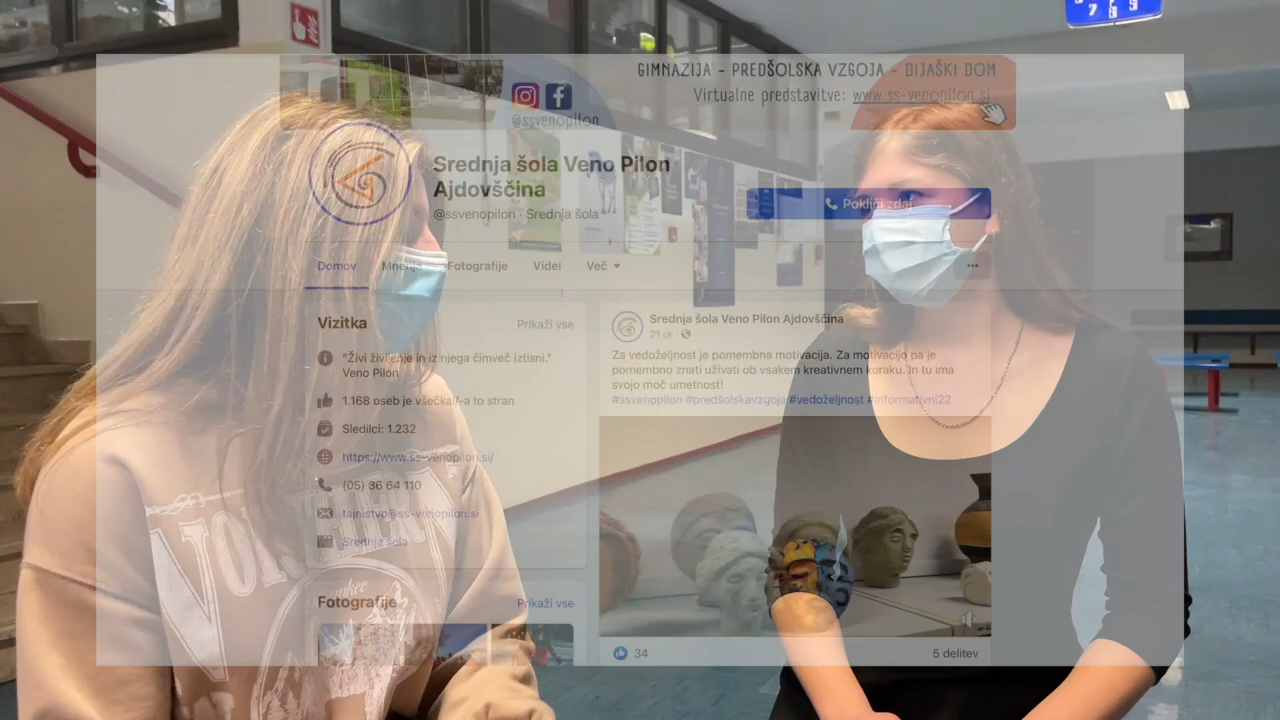 GIMNAZIJA - PREDŠOLSKA VZGOJA - DIJAŠKI DOM
Virtualne predstavitve: www.ss-venopilon.si
@ssvenopilon
Srednja šola Veno Pilon
Ajdovščina
@ssvenopilon · Srednja šola
Pokliči zdaj
Domov Mnenja Fotografije Videi Več
Vizitka Prikaži vse
"Živi življenje in iz njega čimveč iztisni."
Veno Pilon
1.168 oseb je všečkal/-a to stran
Sledilci: 1.232
https://www.ss-venopilon.si/
(05) 36 64 110
tajnistvo@ss-venopilon.si
Srednja šola
Fotografije Prikaži vse
Srednja šola Veno Pilon Ajdovščina
21 ur
Za vedoželjnost je pomembna motivacija. Za motivacijo pa je
pomembno znati uživati ob vsakem kreativnem koraku. In tu ima
svojo moč umetnost!
#ssvenopilon #predšolskavzgoja #vedoželjnost #informativni22
34 5 delitev